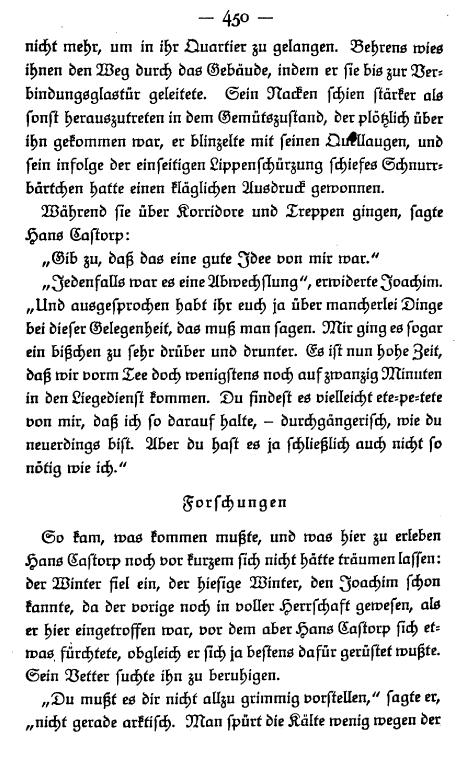 — 450 —
nicht mehr, um in ihr Quartier zu gelangen. Behrens wies
ihnen den Weg durch das Gebäude, indem er sie bis zur Ver-
bindungsglastür geleitete. Sein Nacken schien stärker als
sonst herauszutreten in dem Gemütszustand, der plötzlich über
ihn gekommen war, er blinzelte mit seinen Quellaugen, und
sein infolge der einseitigen Lippenschürzung schiefes Schnurr-
bärtchen hatte einen kläglichen Ausdruck gewonnen.
Während sie über Korridore und Treppen gingen, sagte
Hans Castorp:
„Gib zu, daß das eine gute Idee von mir war.“
„Jedenfalls war es eine Abwechslung“, erwiderte Joachim.
„Und ausgesprochen habt ihr euch ja über mancherlei Dinge
bei dieser Gelegenheit, das muß man sagen. Mir ging es sogar
ein bißchen zu sehr drüber und drunter. Es ist nun hohe Zeit,
daß wir vorm Tee doch wenigstens noch auf zwanzig Minuten
in den Liegedienst kommen. Du findest es vielleicht ete-pe-tete
von mir, daß ich so darauf halte, – durchgängerisch, wie du
neuerdings bist. Aber du hast es ja schließlich auch nicht so
nötig wie ich.“
Forschungen
So kam, was kommen mußte, und was hier zu erleben
Hans Castorp noch vor kurzem sich nicht hätte träumen lassen:
der Winter fiel ein, der hiesige Winter, den Joachim schon
kannte, da der vorige noch in voller Herrschaft gewesen, als
er hier eingetroffen war, vor dem aber Hans Castorp sich et-
was fürchtete, obgleich er sich ja bestens dafür gerüstet wußte.
Sein Vetter suchte ihn zu beruhigen.
„Du mußt es dir nicht allzu grimmig vorstellen,“ sagte er,
„nicht gerade arktisch. Man spürt die Kälte wenig wegen der